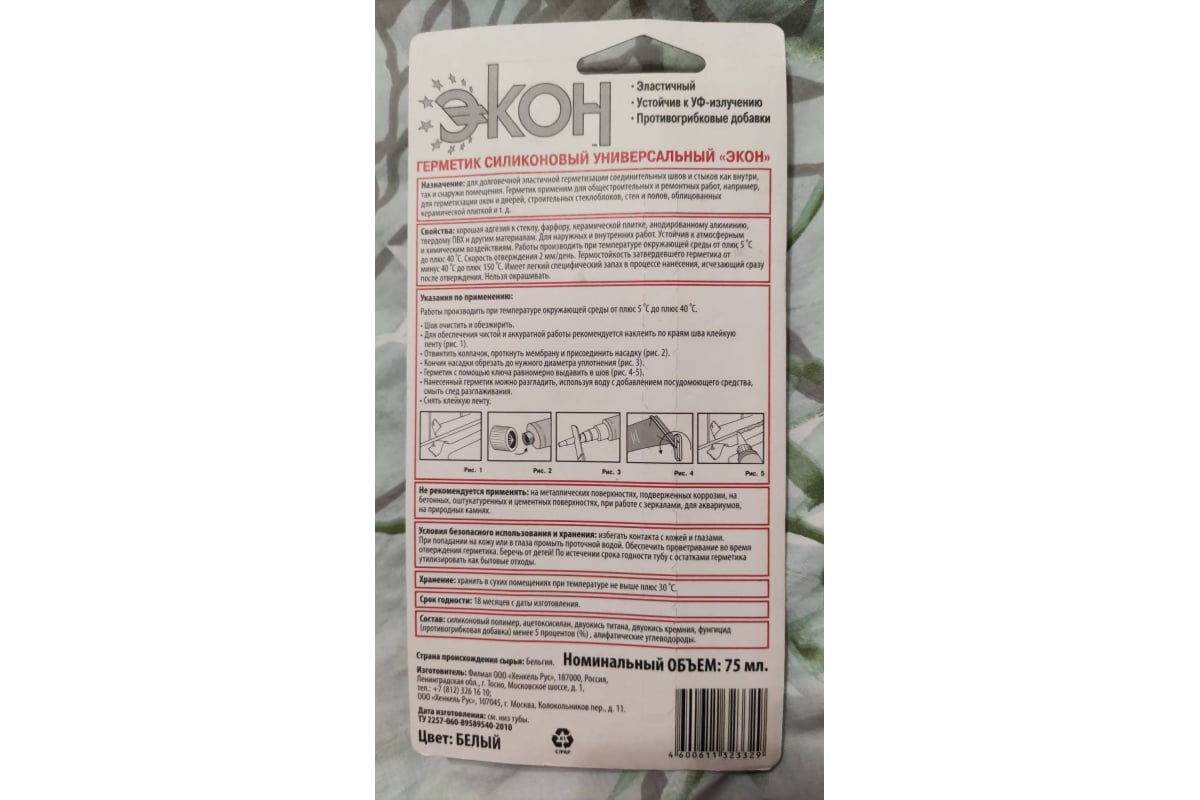 ЭКОН
• Эластичный
• Устойчив к УФ-излучению
• Противогрибковые добавки
ГЕРМЕТИК СИЛИКОНОВЫЙ УНИВЕРСАЛЬНЫЙ «ЭКОН»
Назначение: для долговечной эластичной герметизации соединительных швов и стыков как внутри,
так и снаружи помещения. Герметик применим для общестроительных и ремонтных работ, например,
для герметизации окон и дверей, строительных стеклоблоков, стен и полов, облицованных
керамической плиткой и т. д.
Свойства: хорошая адгезия к стеклу, фарфору, керамической плитке, анодированному алюминию,
твердому ПВХ и другим материалам. Для наружных и внутренних работ. Устойчив к атмосферным
и химическим воздействиям. Работы производить при температуре окружающей среды от плюс 5 °С
до плюс 40 °С. Скорость отверждения 2 мм/день. Термостойкость затвердевшего герметика от
минус 40 °С до плюс 150 °С. Имеет легкий специфический запах в процессе нанесения, исчезающий сразу
после отверждения. Нельзя окрашивать.
Указания по применению:
Работы производить при температуре окружающей среды от плюс 5 °С до плюс 40 °С.
• Шов очистить и обезжирить.
• Для обеспечения чистой и аккуратной работы рекомендуется наклеить по краям шва клейкую
ленту (рис. 1).
• Отвинтить колпачок, проткнуть мембрану и присоединить насадку (рис. 2).
• Кончик насадки обрезать до нужного диаметра уплотнения (рис. 3).
• Герметик с помощью ключа равномерно выдавить в шов (рис. 4-5).
• Нанесенный герметик можно разгладить, используя воду с добавлением посудомоющего средства,
смыть след разглаживания.
• Снять клейкую ленту.
Рис. 1 Рис. 2 Рис. 3 Рис. 4 Рис. 5
Не рекомендуется применять: на металлических поверхностях, подверженных коррозии, на
бетонных, оштукатуренных и цементных поверхностях, при работе с зеркалами, для аквариумов,
на природных камнях.
Условия безопасного использования и хранения: избегать контакта с кожей и глазами.
При попадании на кожу или в глаза промыть проточной водой. Обеспечить проветривание во время
отверждения герметика. Беречь от детей! По истечении срока годности тубу с остатками герметика
утилизировать как бытовые отходы.
Хранение: хранить в сухих помещениях при температуре не выше плюс 30 °С.
Срок годности: 18 месяцев с даты изготовления.
Состав: силиконовый полимер, ацетоксисилан, двуокись титана, двуокись кремния, фунгицид
(противогрибковая добавка) менее 5 процентов (%) , алифатические углеводороды.
Страна происхождения сырья: Бельгия.
Номинальный ОБЪЕМ: 75 мл.
Изготовитель: Филиал ООО «Хенкель Рус», 187000, Россия,
Ленинградская обл., г. Тосно, Московское шоссе, д. 1,
тел.: +7 (812) 326 16 10;
ООО «Хенкель Рус», 107045, г. Москва, Колокольников пер., д. 11.
Дата изготовления: см. низ тубы.
ТУ 2257-060-89589540-2010
Цвет: БЕЛЫЙ
81
C/PAP
4 600611 323329